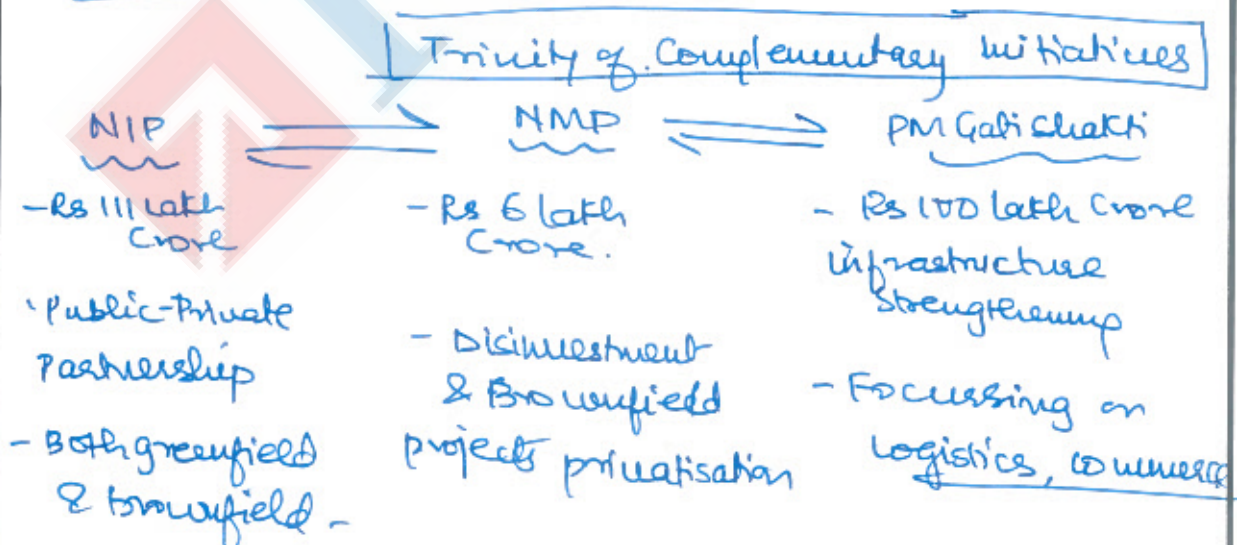 Trinity of Complementary Initiatives
NIP
NMP
PM Gati Shakti
- Rs 111 Lakh
Crore
· Public-Private
Partnership
- Both greenfield
& brownfield -
- Rs 6 lakh
Crore.
- Disinvestment
& Brownfield
projects privatisation
- Rs 100 lakh Crore
infrastructure
Strengthening
- Focussing on
Logistics, commerce